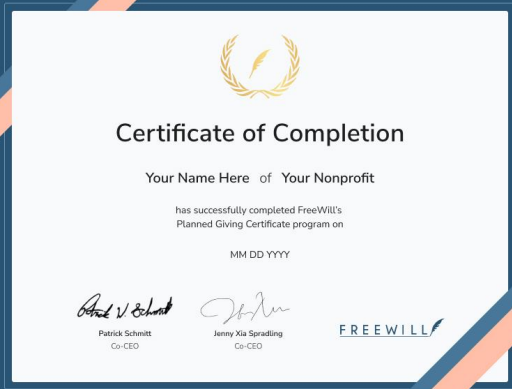 Certificate of Completion
Your Name Here of Your Nonprofit
has successfully completed FreeWill's
Planned Giving Certificate program on
MM DD YYYY
Patrick Schmitt
Co-CEO
Jenny Xia Spradling
Co-CEO
FREEWILL